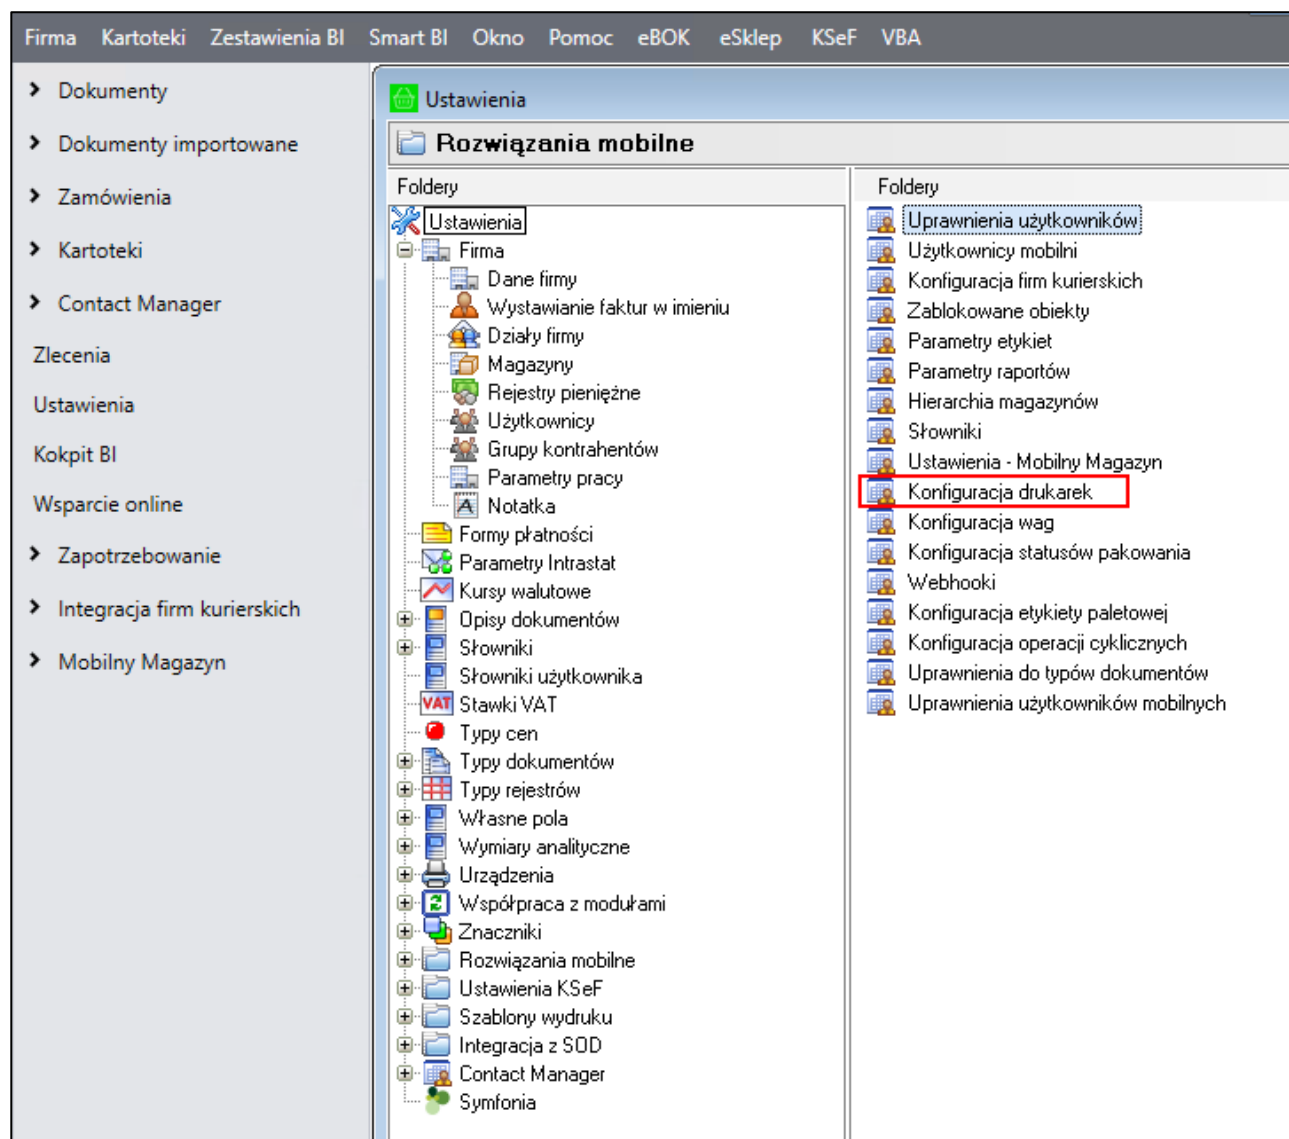 Firma Kartoteki Zestawienia BI Smart BI Okno Pomoc eBOK eSklep KSeF VBA
Dokumenty
Dokumenty importowane
Zamówienia
Kartoteki
Contact Manager
Zlecenia
Ustawienia
Kokpit BI
Wsparcie online
Zapotrzebowanie
Integracja firm kurierskich
Mobilny Magazyn
Ustawienia
Rozwiązania mobilne
Foldery
Ustawienia
Firma
Dane firmy
Wystawianie faktur w imieniu
Działy firmy
Magazyny
Rejestry pieniężne
Użytkownicy
Grupy kontrahentów
Parametry pracy
Notatka
Formy płatności
Parametry Intrastat
Kursy walutowe
Opisy dokumentów
Słowniki
Słowniki użytkownika
VAT Stawki VAT
Typy cen
Typy dokumentów
Typy rejestrów
Własne pola
Wymiary analityczne
Urządzenia
Współpraca z modułami
Znaczniki
Rozwiązania mobilne
Ustawienia KSeF
Szablony wydruku
Integracja z SOD
Contact Manager
Symfonia
Foldery
Uprawnienia użytkowników
Użytkownicy mobilni
Konfiguracja firm kurierskich
Zablokowane obiekty
Parametry etykiet
Parametry raportów
Hierarchia magazynów
Słowniki
Ustawienia - Mobilny Magazyn
Konfiguracja drukarek
Konfiguracja wag
Konfiguracja statusów pakowania
Webhooki
Konfiguracja etykiety paletowej
Konfiguracja operacji cyklicznych
Uprawnienia do typów dokumentów
Uprawnienia użytkowników mobilnych